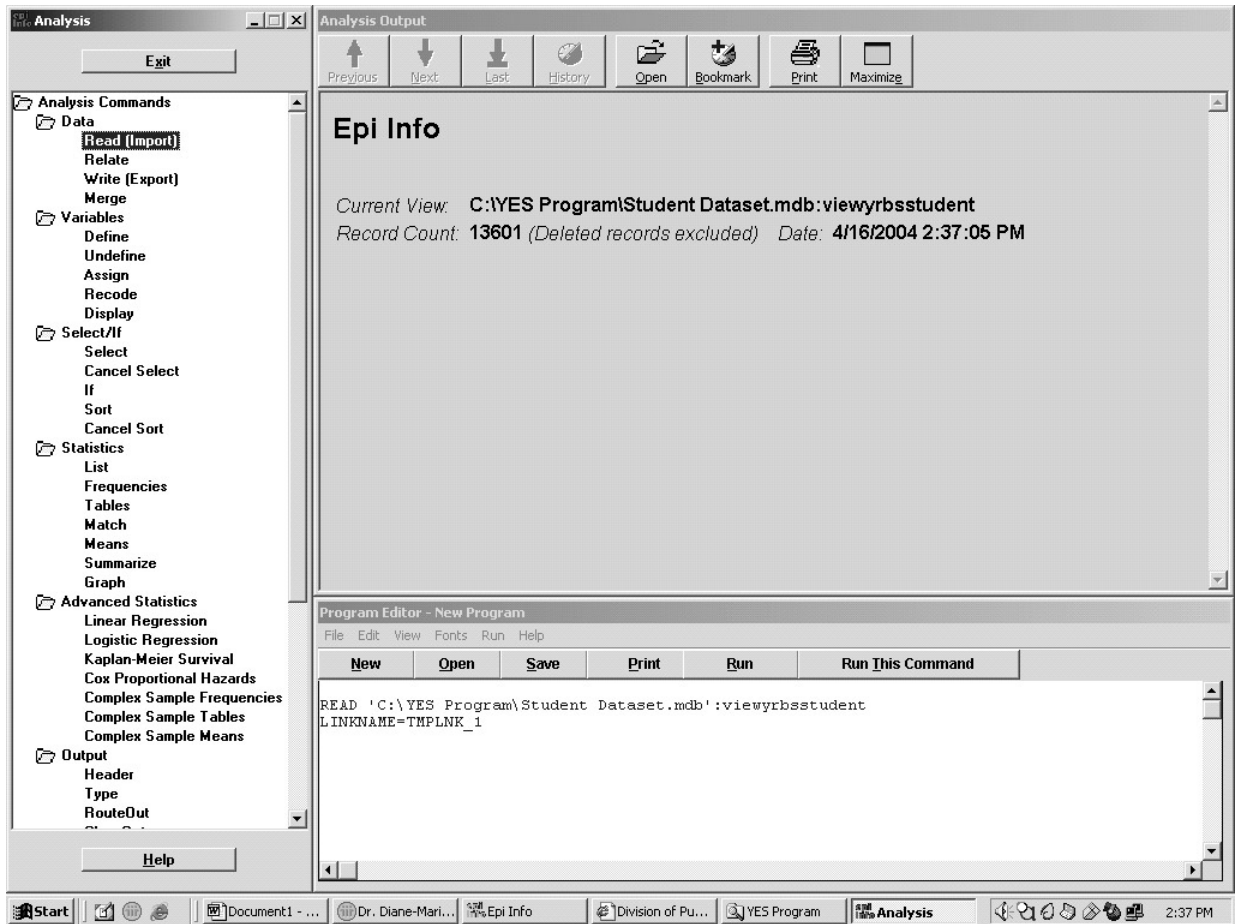 Epi Info Analysis
Exit
Analysis Commands
Data
Read (Import)
Relate
Write (Export)
Merge
Variables
Define
Undefine
Assign
Recode
Display
Select/If
Select
Cancel Select
If
Sort
Cancel Sort
Statistics
List
Frequencies
Tables
Match
Means
Summarize
Graph
Advanced Statistics
Linear Regression
Logistic Regression
Kaplan-Meier Survival
Cox Proportional Hazards
Complex Sample Frequencies
Complex Sample Tables
Complex Sample Means
Output
Header
Type
RouteOut
Help
Analysis Output
Previous Next Last History Open Bookmark Print Maximize
Epi Info
Current View: C:\YES Program\Student Dataset.mdb:viewyrbsstudent
Record Count: 13601 (Deleted records excluded) Date: 4/16/2004 2:37:05 PM
Program Editor - New Program
File Edit View Fonts Run Help
New Open Save Print Run Run This Command
READ 'C:\YES Program\Student Dataset.mdb':viewyrbsstudent
LINKNAME=TMPLNK_1
Start Document1 - ... Dr. Diane-Mari... Epi Info Division of Pu... YES Program Analysis 2:37 PM